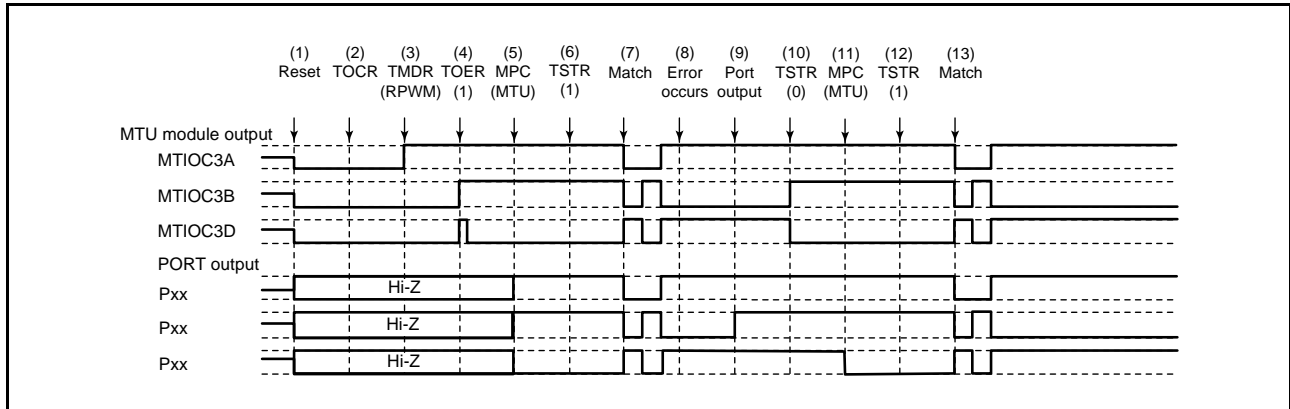 (1) (2) (3) (4) (5) (6) (7) (8) (9) (10) (11) (12) (13)
Reset TOCR TMDR TOER MPC TSTR Match Error Port TSTR MPC TSTR Match
(RPWM) (1) (MTU) (1) occurs output (0) (MTU) (1)
MTU module output
MTIOC3A
MTIOC3B
MTIOC3D
PORT output
Pxx Hi-Z
Pxx Hi-Z
Pxx Hi-Z